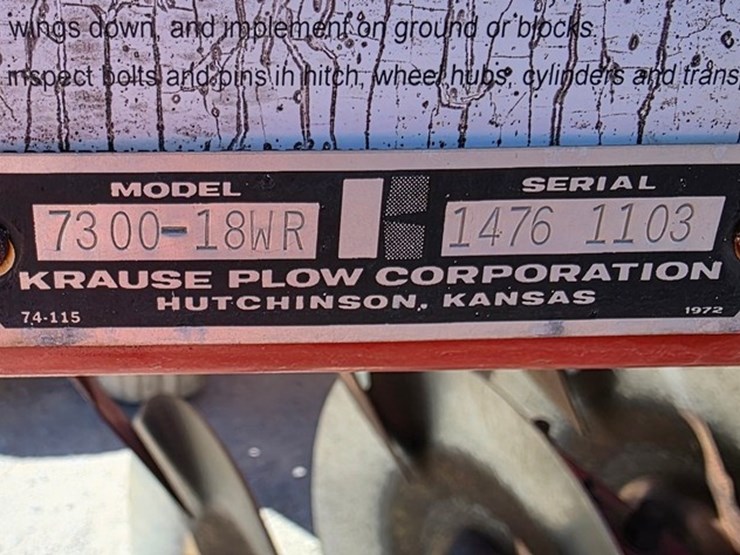 wings down, and implement on ground or blocks.
inspect bolts and pins in hitch, wheel hubs, cylinders and trans
MODEL SERIAL
7300-18WR 1476 1103
KRAUSE PLOW CORPORATION
HUTCHINSON, KANSAS
74-115 1972